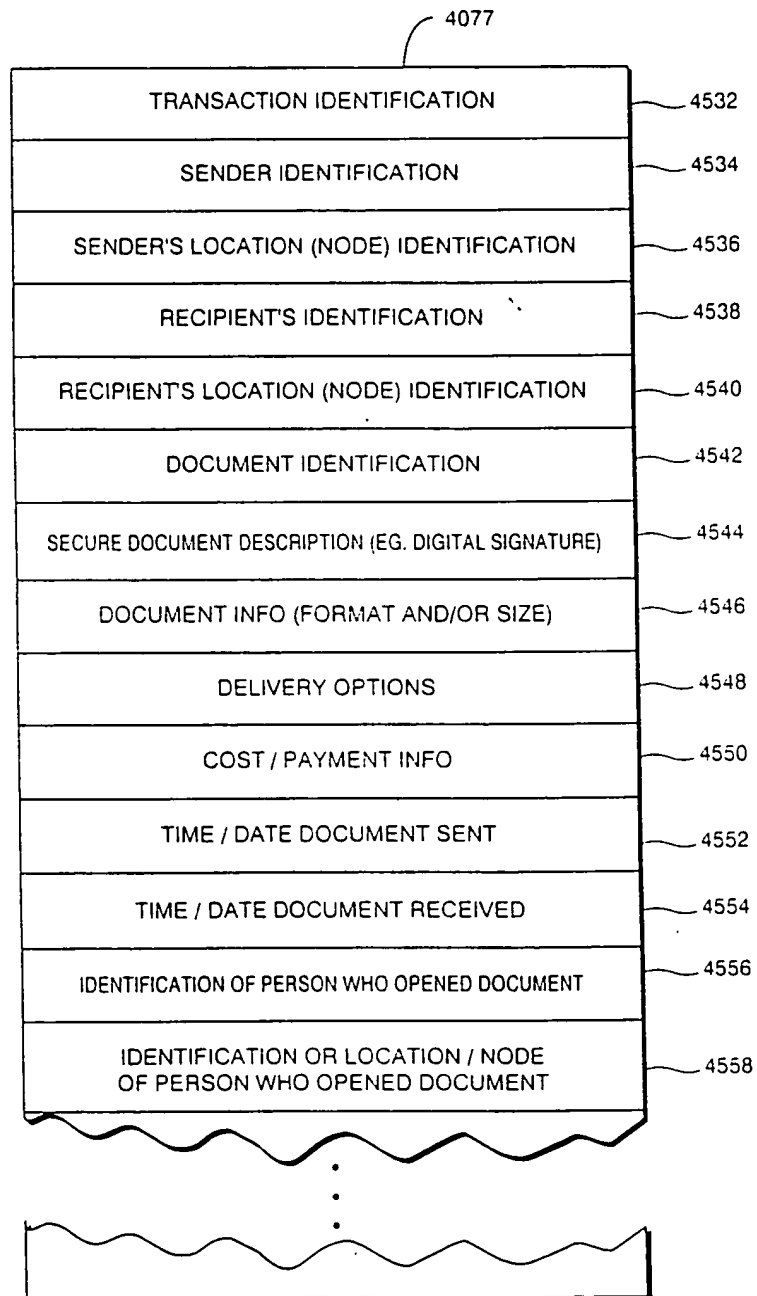 4077
TRANSACTION IDENTIFICATION 4532
SENDER IDENTIFICATION 4534
SENDER'S LOCATION (NODE) IDENTIFICATION 4536
RECIPIENT'S IDENTIFICATION 4538
RECIPIENT'S LOCATION (NODE) IDENTIFICATION 4540
DOCUMENT IDENTIFICATION 4542
SECURE DOCUMENT DESCRIPTION (EG. DIGITAL SIGNATURE) 4544
DOCUMENT INFO (FORMAT AND/OR SIZE) 4546
DELIVERY OPTIONS 4548
COST / PAYMENT INFO 4550
TIME / DATE DOCUMENT SENT 4552
TIME / DATE DOCUMENT RECEIVED 4554
IDENTIFICATION OF PERSON WHO OPENED DOCUMENT 4556
IDENTIFICATION OR LOCATION / NODE
OF PERSON WHO OPENED DOCUMENT 4558